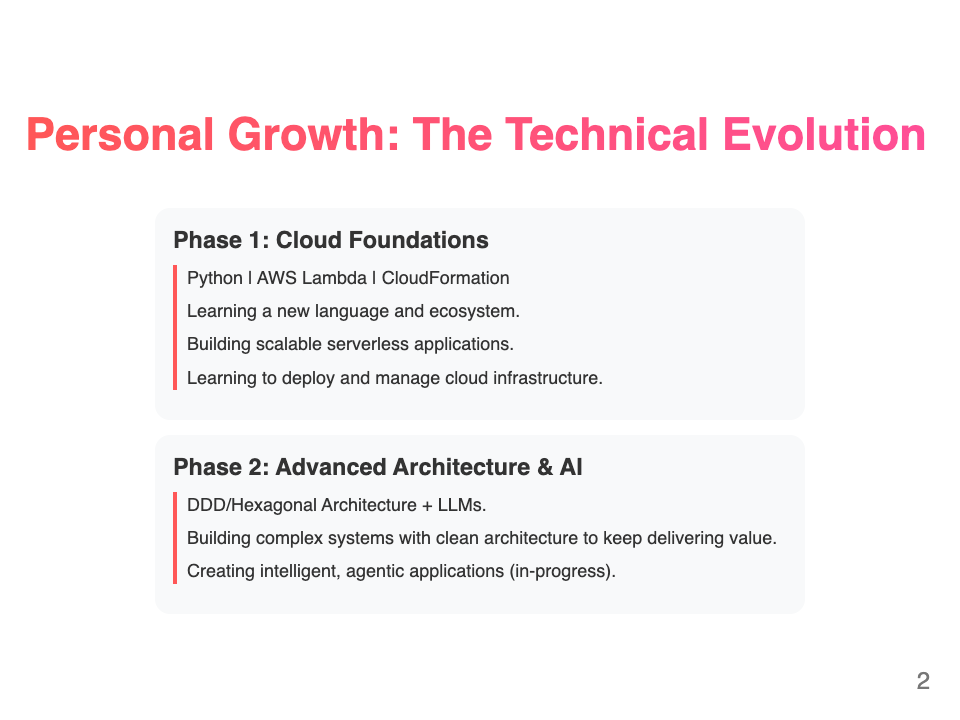 Personal Growth: The Technical Evolution
Phase 1: Cloud Foundations
Python | AWS Lambda | CloudFormation
Learning a new language and ecosystem.
Building scalable serverless applications.
Learning to deploy and manage cloud infrastructure.
Phase 2: Advanced Architecture & AI
DDD/Hexagonal Architecture + LLMs.
Building complex systems with clean architecture to keep delivering value.
Creating intelligent, agentic applications (in-progress).
2